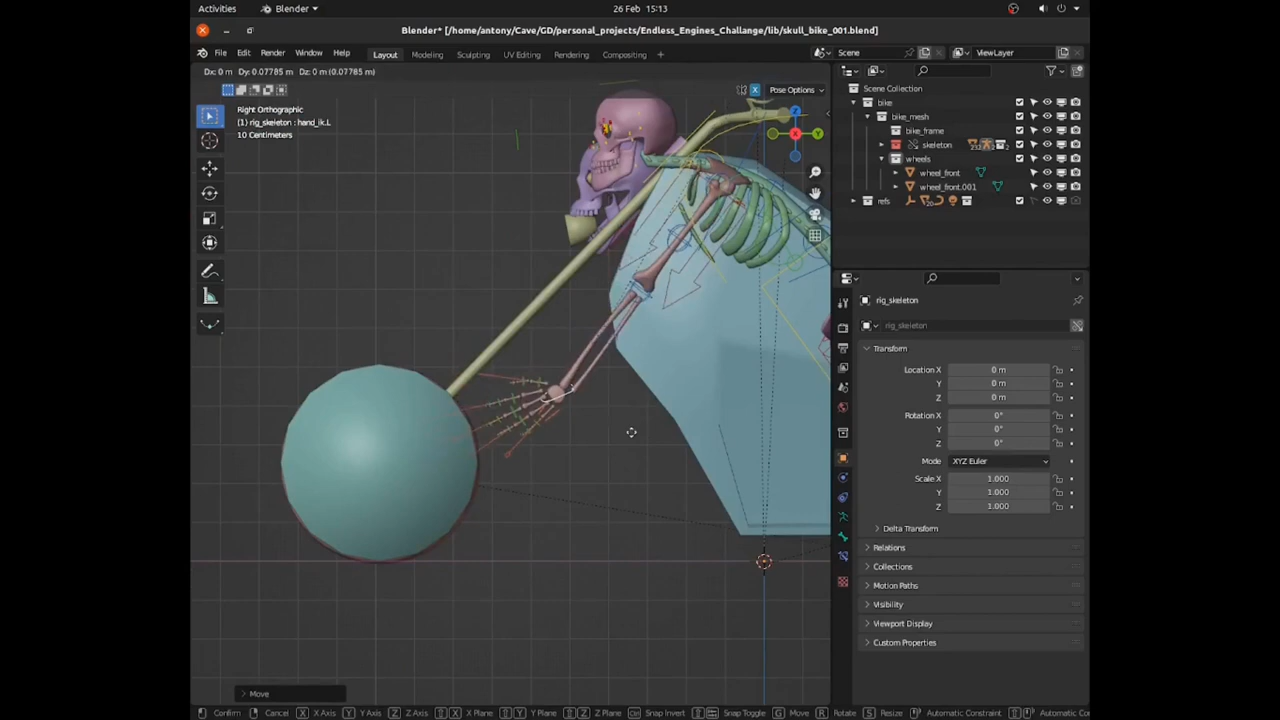 Activities
Blender
26 Feb 15:13
Blender* [/home/antony/Cave/GD/personal_projects/Endless_Engines_Challange/lib/skull_bike_001.blend]
File Edit Render Window Help Layout Modeling Sculpting UV Editing Rendering Compositing + Scene ViewLayer
Dx: 0 m Dy: 0.07785 m Dz: 0 m (0.07785 m)
X Pose Options
Right Orthographic
(1) rig_skeleton : hand_ik.L
10 Centimeters
Z
X Y
Scene Collection
bike
bike_mesh
bike_frame
skeleton
wheels
wheel_front
wheel_front.001
refs
rig_skeleton
rig_skeleton
Transform
Location X 0 m
Y 0 m
Z 0 m
Rotation X 0°
Y 0°
Z 0°
Mode XYZ Euler
Scale X 1.000
Y 1.000
Z 1.000
Delta Transform
Relations
Collections
Motion Paths
Visibility
Viewport Display
Custom Properties
Move
Confirm Cancel X X Axis Y Y Axis Z Z Axis X X Plane Y Y Plane Z Z Plane Snap Invert Snap Toggle G Move R Rotate S Resize Automatic Constraint Automatic Co